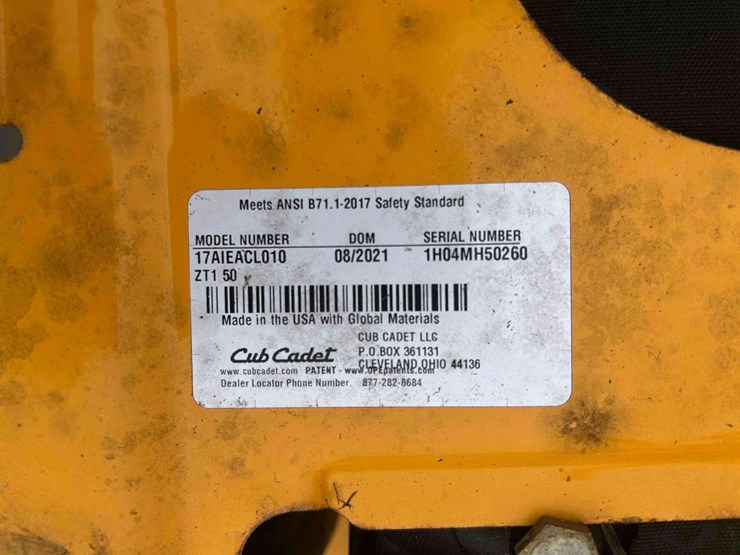 Meets ANSI B71.1-2017 Safety Standard
MODEL NUMBER DOM SERIAL NUMBER
17AIEACL010 08/2021 1H04MH50260
ZT1 50
Made in the USA with Global Materials
CUB CADET LLC
Cub Cadet P.O.BOX 361131
CLEVELAND,OHIO 44136
www.cubcadet.com PATENT - www.OPEpatents.com
Dealer Locator Phone Number 877-282-8684